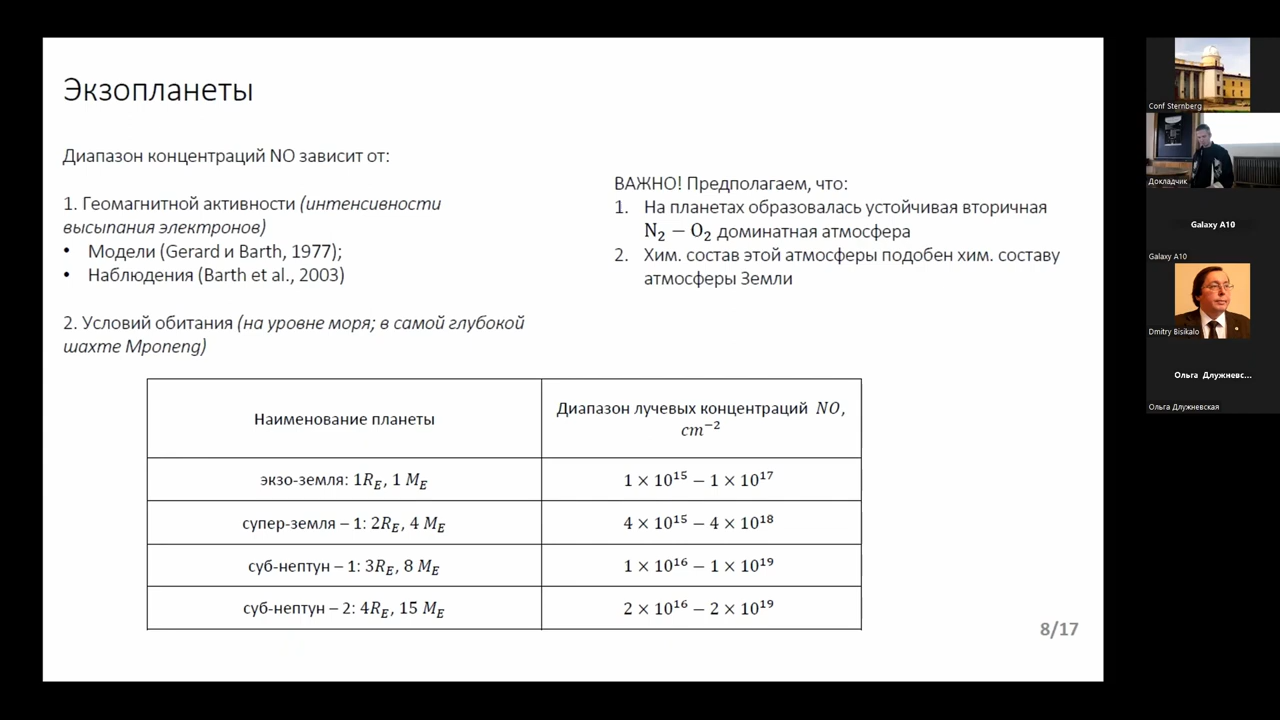 Экзопланеты
Диапазон концентраций NO зависит от:
1. Геомагнитной активности (интенсивности
высыпания электронов)
• Модели (Gerard и Barth, 1977);
• Наблюдения (Barth et al., 2003)
2. Условий обитания (на уровне моря; в самой глубокой
шахте Mponeng)
ВАЖНО! Предполагаем, что:
1. На планетах образовалась устойчивая вторичная
N₂ − O₂ доминатная атмосфера
2. Хим. состав этой атмосферы подобен хим. составу
атмосферы Земли
Наименование планеты
Диапазон лучевых концентраций NO,
cm⁻²
экзо-земля: 1R_E, 1 M_E
1 × 10¹⁵ − 1 × 10¹⁷
супер-земля – 1: 2R_E, 4 M_E
4 × 10¹⁵ − 4 × 10¹⁸
суб-нептун – 1: 3R_E, 8 M_E
1 × 10¹⁶ − 1 × 10¹⁹
суб-нептун – 2: 4R_E, 15 M_E
2 × 10¹⁶ − 2 × 10¹⁹
8/17
Conf Sternberg
Докладчик
Galaxy A10
Galaxy A10
Dmitry Bisikalo
Ольга Длужневс...
Ольга Длужневская